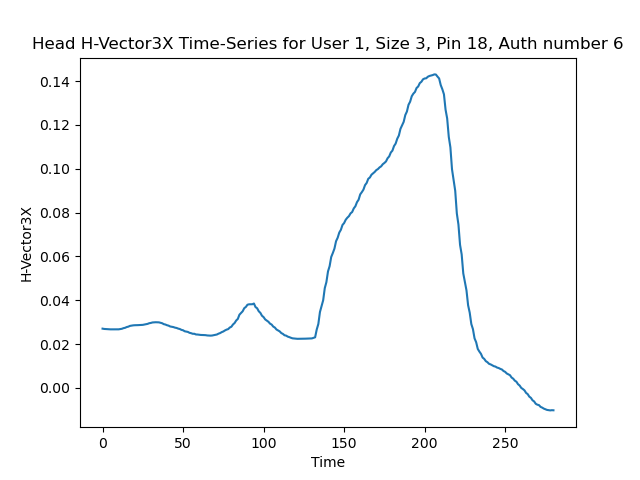 Head H-Vector3X Time-Series for User 1, Size 3, Pin 18, Auth number 6
0.14
0.12
0.10
0.08
0.06
0.04
0.02
0.00
H-Vector3X
0 50 100 150 200 250
Time